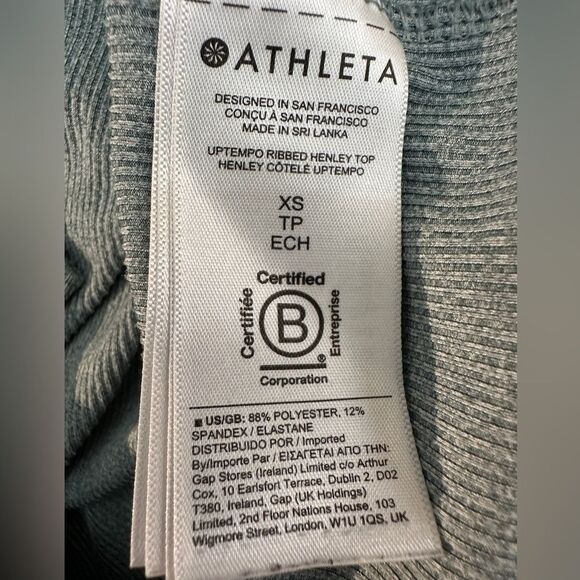 ATHLETA
DESIGNED IN SAN FRANCISCO
CONÇU À SAN FRANCISCO
MADE IN SRI LANKA
UPTEMPO RIBBED HENLEY TOP
HENLEY CÔTELÉ UPTEMPO
XS
TP
ECH
Certified
Certifiée
B
Entreprise
®
Corporation
US/GB: 88% POLYESTER, 12%
SPANDEX / ELASTANE
DISTRIBUIDO POR / Imported
By/Importe Par / ΕΙΣΑΓΕΤΑΙ ΑΠΟ ΤΗΝ:
Gap Stores (Ireland) Limited c/o Arthur
Cox, 10 Earlsfort Terrace, Dublin 2, D02
T380, Ireland, Gap (UK Holdings)
Limited, 2nd Floor Nations House, 103
Wigmore Street, London, W1U 1QS, UK